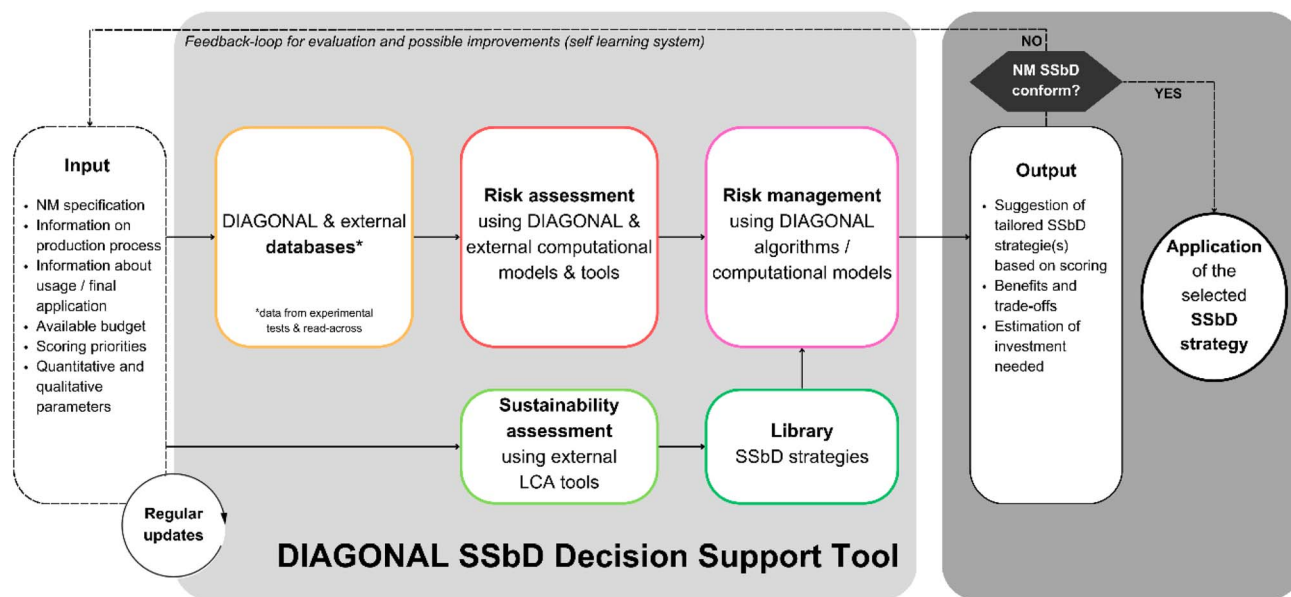 Feedback-loop for evaluation and possible improvements (self learning system)
NO
NM SSbD
conform?
YES
Input
• NM specification
• Information on
production process
• Information about
usage / final
application
• Available budget
• Scoring priorities
• Quantitative and
qualitative
parameters
Regular
updates
DIAGONAL & external
databases*
*data from experimental
tests & read-across
Risk assessment
using DIAGONAL &
external computational
models & tools
Risk management
using DIAGONAL
algorithms /
computational models
Sustainability
assessment
using external
LCA tools
Library
SSbD strategies
Output
• Suggestion of
tailored SSbD
strategie(s)
based on scoring
• Benefits and
trade-offs
• Estimation of
investment
needed
Application
of the
selected
SSbD
strategy
DIAGONAL SSbD Decision Support Tool